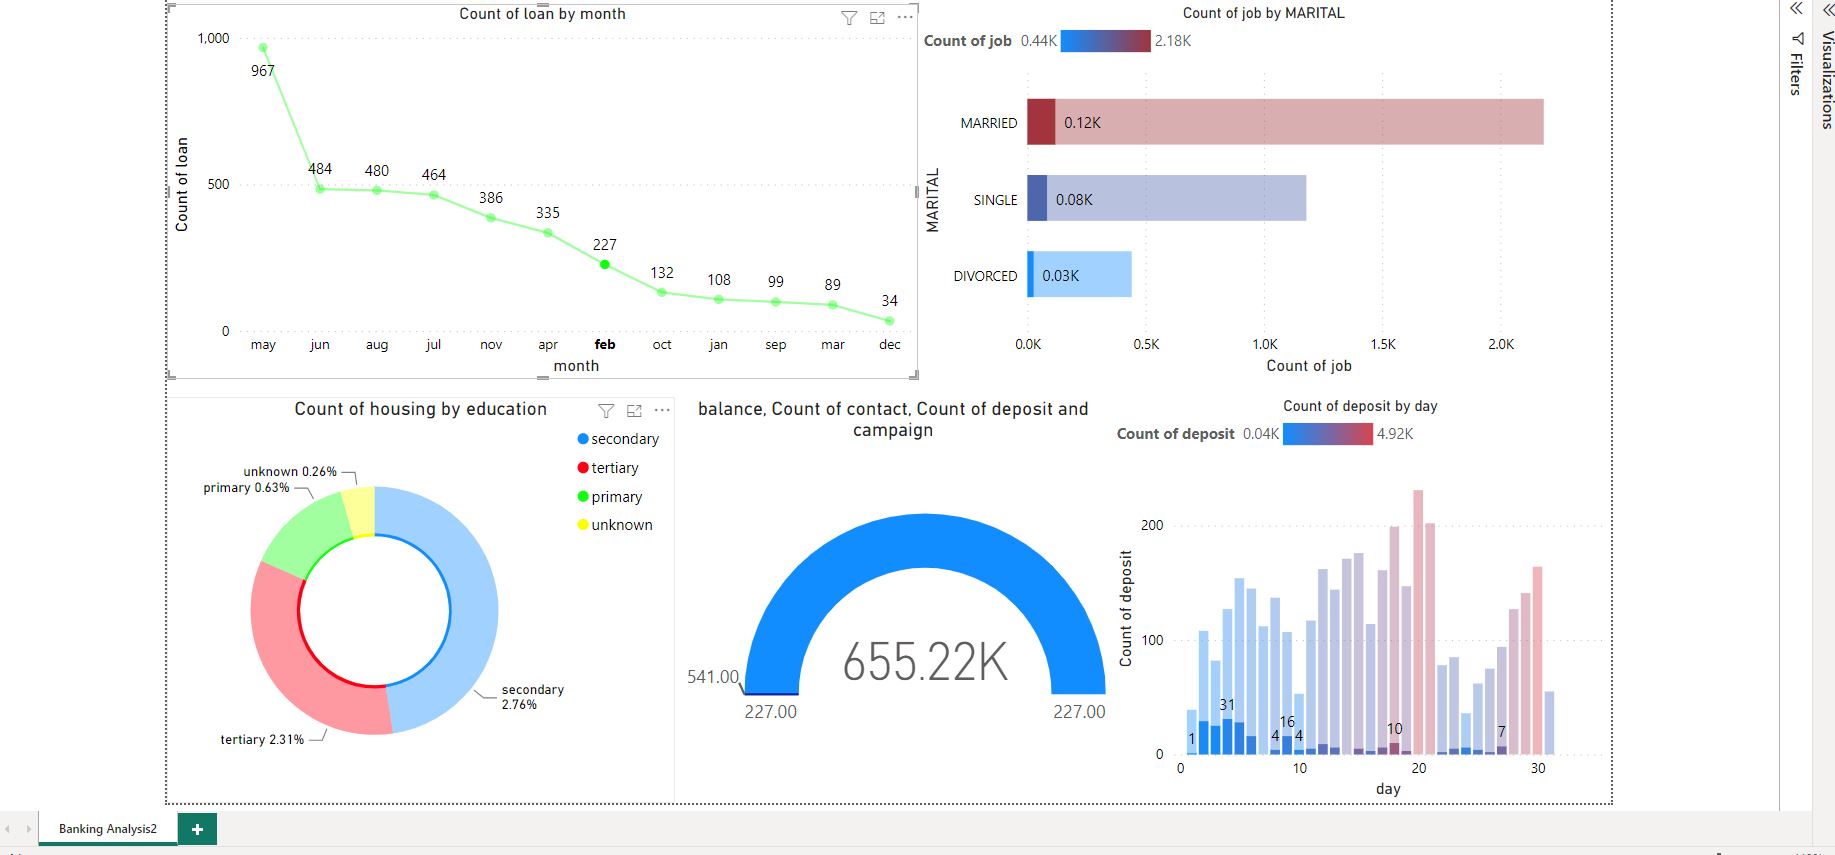 Count of loan by month
1,000
967
484
480
464
386
335
227
132
108
99
89
34
500
0
Count of loan
may jun aug jul nov apr feb oct jan sep mar dec
month
Count of job by MARITAL
Count of job 0.44K 2.18K
MARITAL
MARRIED 0.12K
SINGLE 0.08K
DIVORCED 0.03K
0.0K 0.5K 1.0K 1.5K 2.0K
Count of job
Filters
Visualizations
Count of housing by education
secondary
tertiary
primary
unknown
unknown 0.26%
primary 0.63%
secondary
2.76%
tertiary 2.31%
balance, Count of contact, Count of deposit and
campaign
655.22K
541.00
227.00 227.00
Count of deposit by day
Count of deposit 0.04K 4.92K
Count of deposit
200
100
0
1
31
4
16
4
10
7
0 10 20 30
day
Banking Analysis2
+